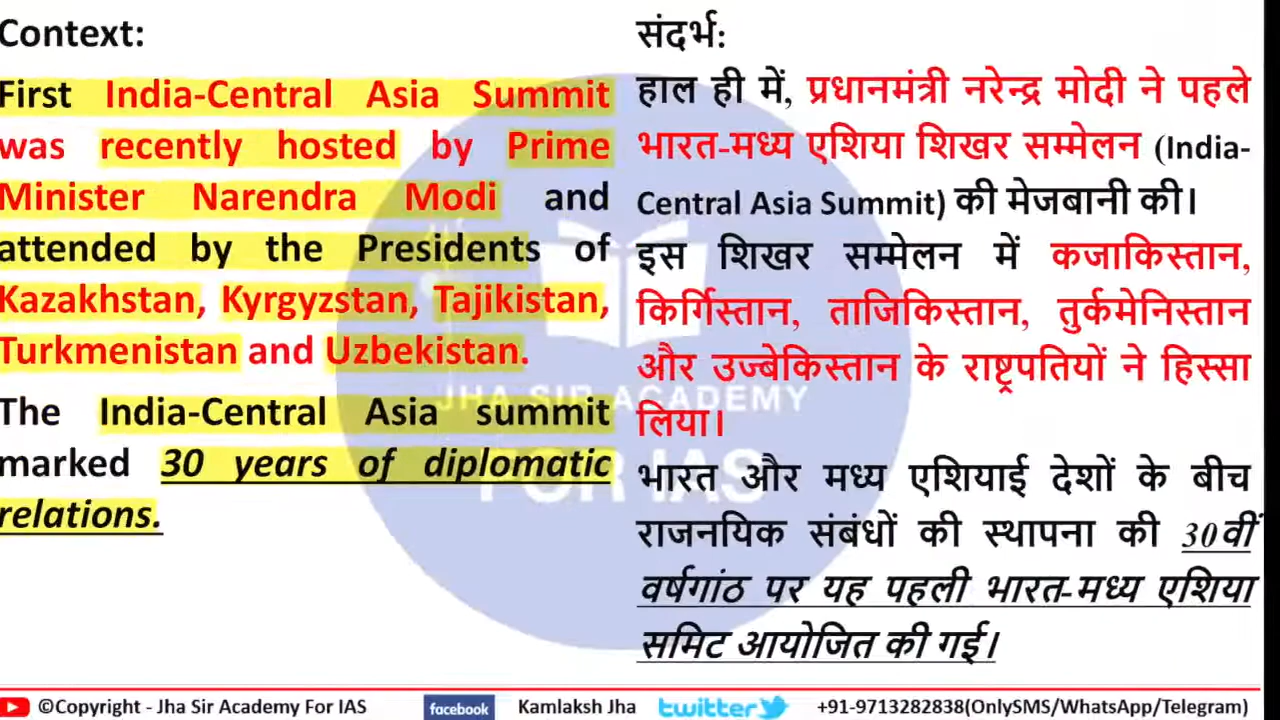 Context:
First India-Central Asia Summit
was recently hosted by Prime
Minister Narendra Modi and
attended by the Presidents of
Kazakhstan, Kyrgyzstan, Tajikistan,
Turkmenistan and Uzbekistan.
The India-Central Asia summit
marked 30 years of diplomatic
relations.
संदर्भ:
हाल ही में, प्रधानमंत्री नरेन्द्र मोदी ने पहले
भारत-मध्य एशिया शिखर सम्मेलन (India-
Central Asia Summit) की मेजबानी की।
इस शिखर सम्मेलन में कजाकिस्तान,
किर्गिस्तान, ताजिकिस्तान, तुर्कमेनिस्तान
और उज्बेकिस्तान के राष्ट्रपतियों ने हिस्सा
लिया।
भारत और मध्य एशियाई देशों के बीच
राजनयिक संबंधों की स्थापना की 30वीं
वर्षगांठ पर यह पहली भारत-मध्य एशिया
समिट आयोजित की गई।
JHA SIR ACADEMY
FOR IAS
©Copyright - Jha Sir Academy For IAS facebook Kamlaksh Jha twitter +91-9713282838(OnlySMS/WhatsApp/Telegram)